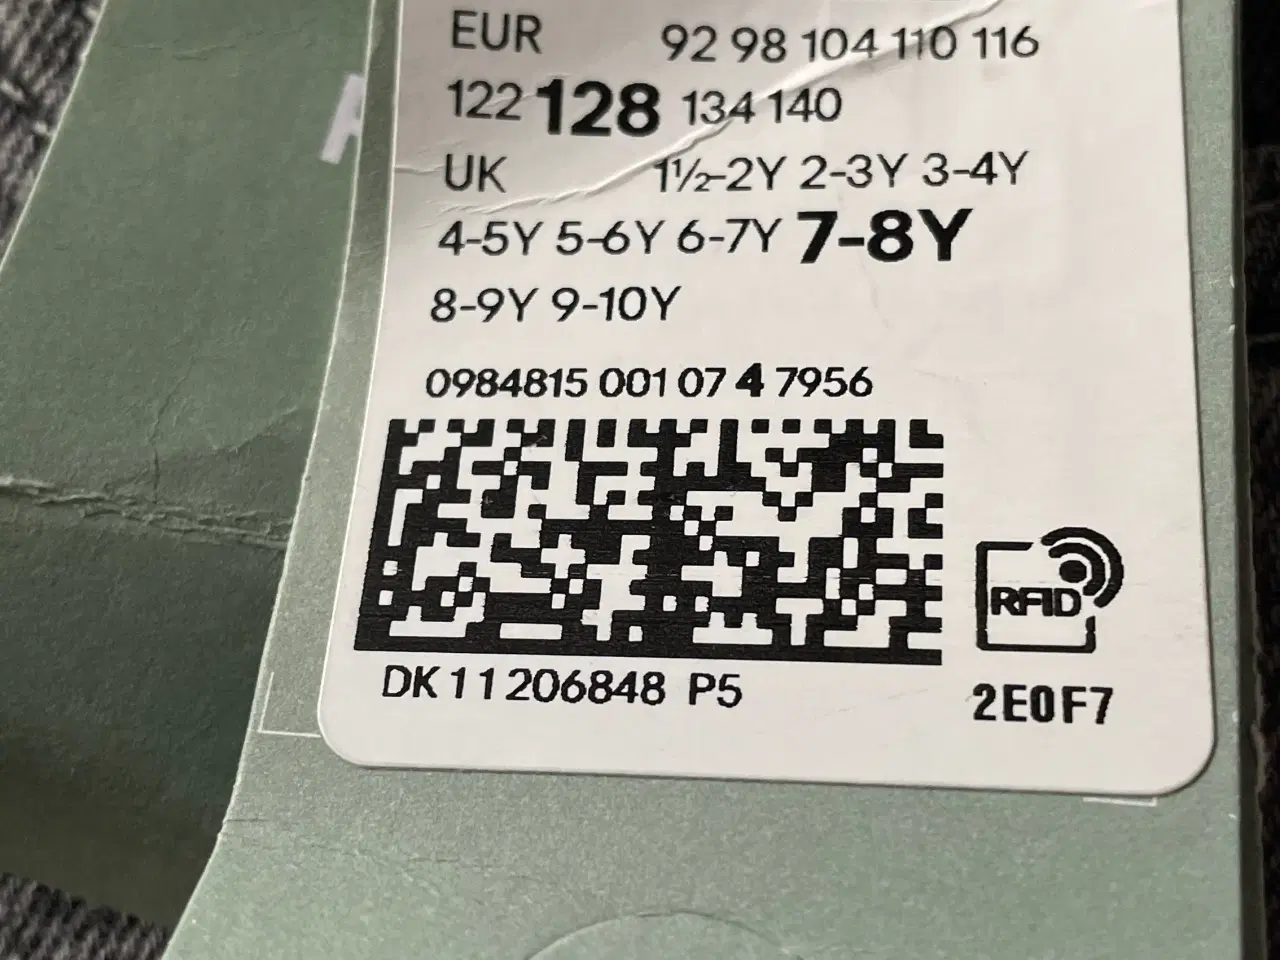 EUR 92 98 104 110 116
122 128 134 140
UK 1½-2Y 2-3Y 3-4Y
4-5Y 5-6Y 6-7Y 7-8Y
8-9Y 9-10Y
0984815 001 07 4 7956
RFID
DK 11206848 P5
2E0F7